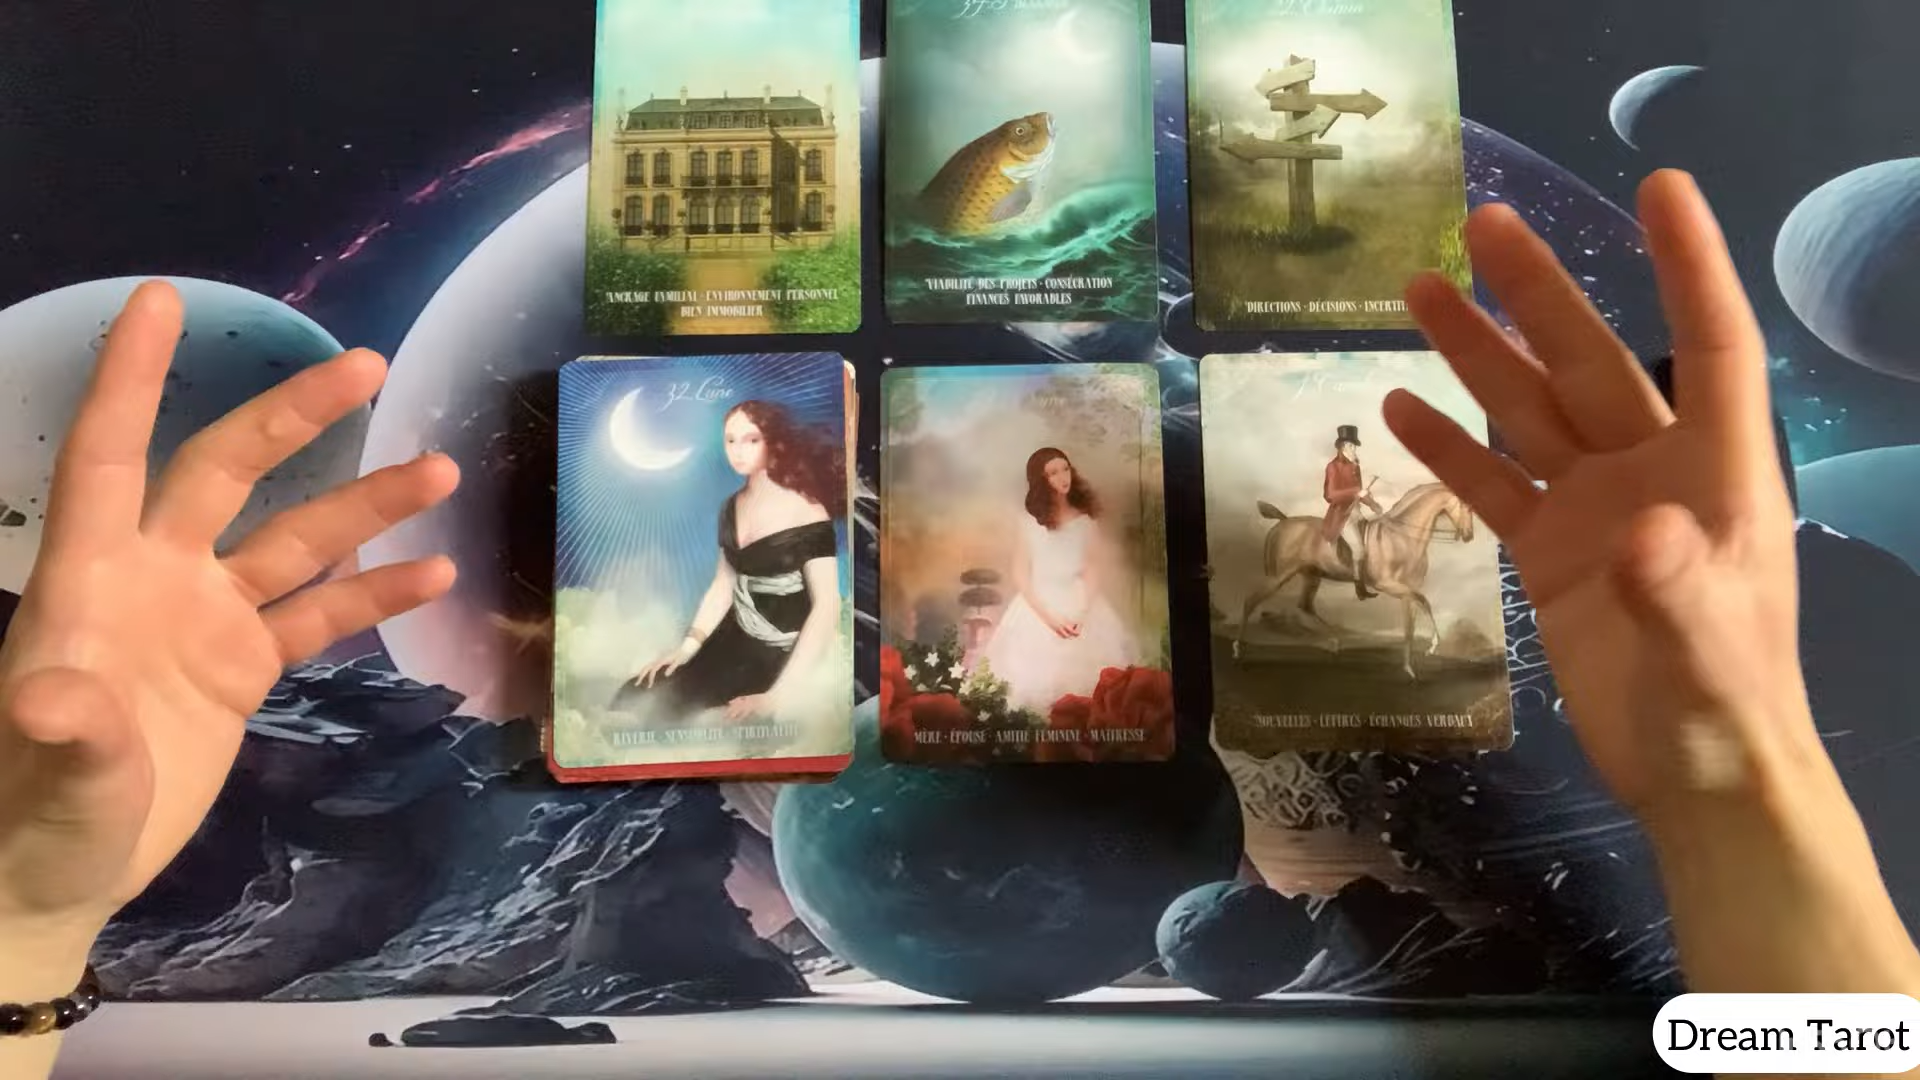 ANCRAGE FAMILIAL · ENVIRONNEMENT PERSONNEL
BIEN IMMOBILIER
VIABILITÉ DES PROJETS · CONSÉCRATION
FINANCES FAVORABLES
DIRECTIONS · DÉCISIONS ·
32. Lune
RÊVERIE · SENSIBILITÉ · SPIRITUALITÉ
MÈRE · ÉPOUSE · AMITIÉ FÉMININE · MAÎTRESSE
NOUVELLES · LETTRES · ÉCHANGES VERBAUX
Dream Tarot